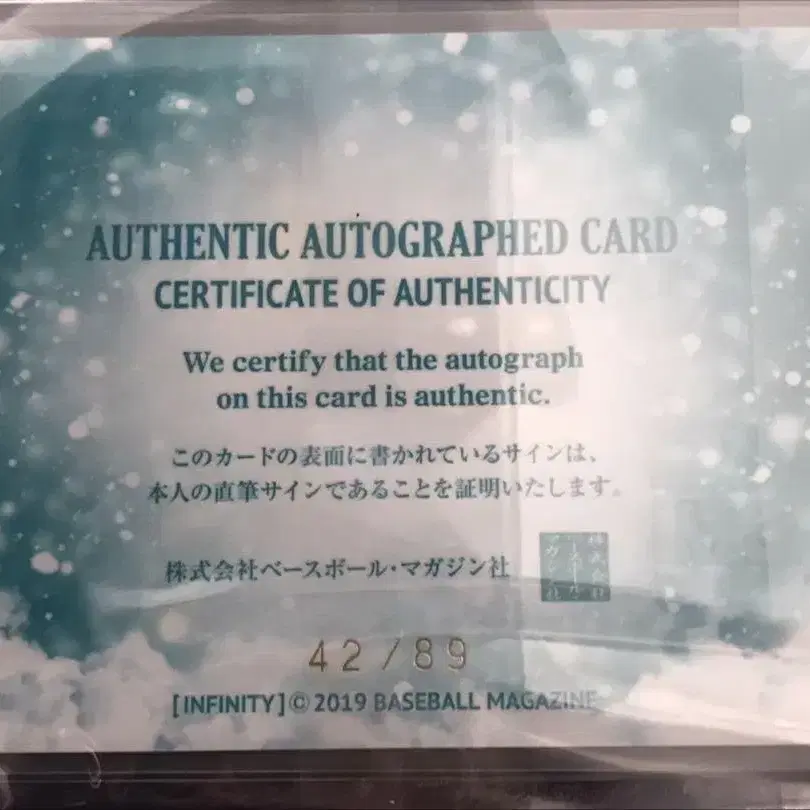 AUTHENTIC AUTOGRAPHED CARD
CERTIFICATE OF AUTHENTICITY
We certify that the autograph
on this card is authentic.
このカードの表面に書かれているサインは、
本人の直筆サインであることを証明いたします。
株式会社ベースボール・マガジン社
42/89
[INFINITY]© 2019 BASEBALL MAGAZINE